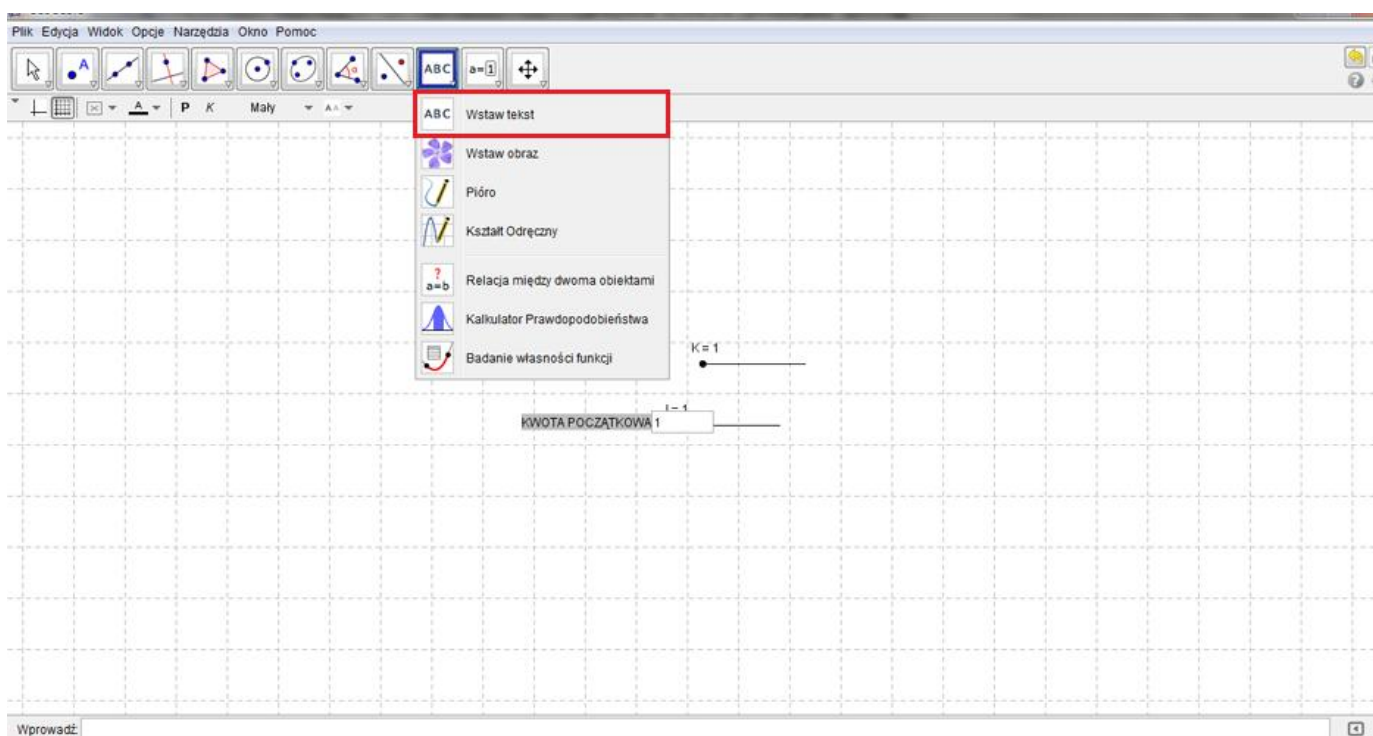 Plik Edycja Widok Opcje Narzędzia Okno Pomoc
A ABC a=1
P K Mały A A
ABC Wstaw tekst
Wstaw obraz
Pióro
Kształt Odręczny
? a=b Relacja między dwoma obiektami
Kalkulator Prawdopodobieństwa
Badanie własności funkcji
K = 1
KWOTA POCZĄTKOWA 1
Wprowadź: